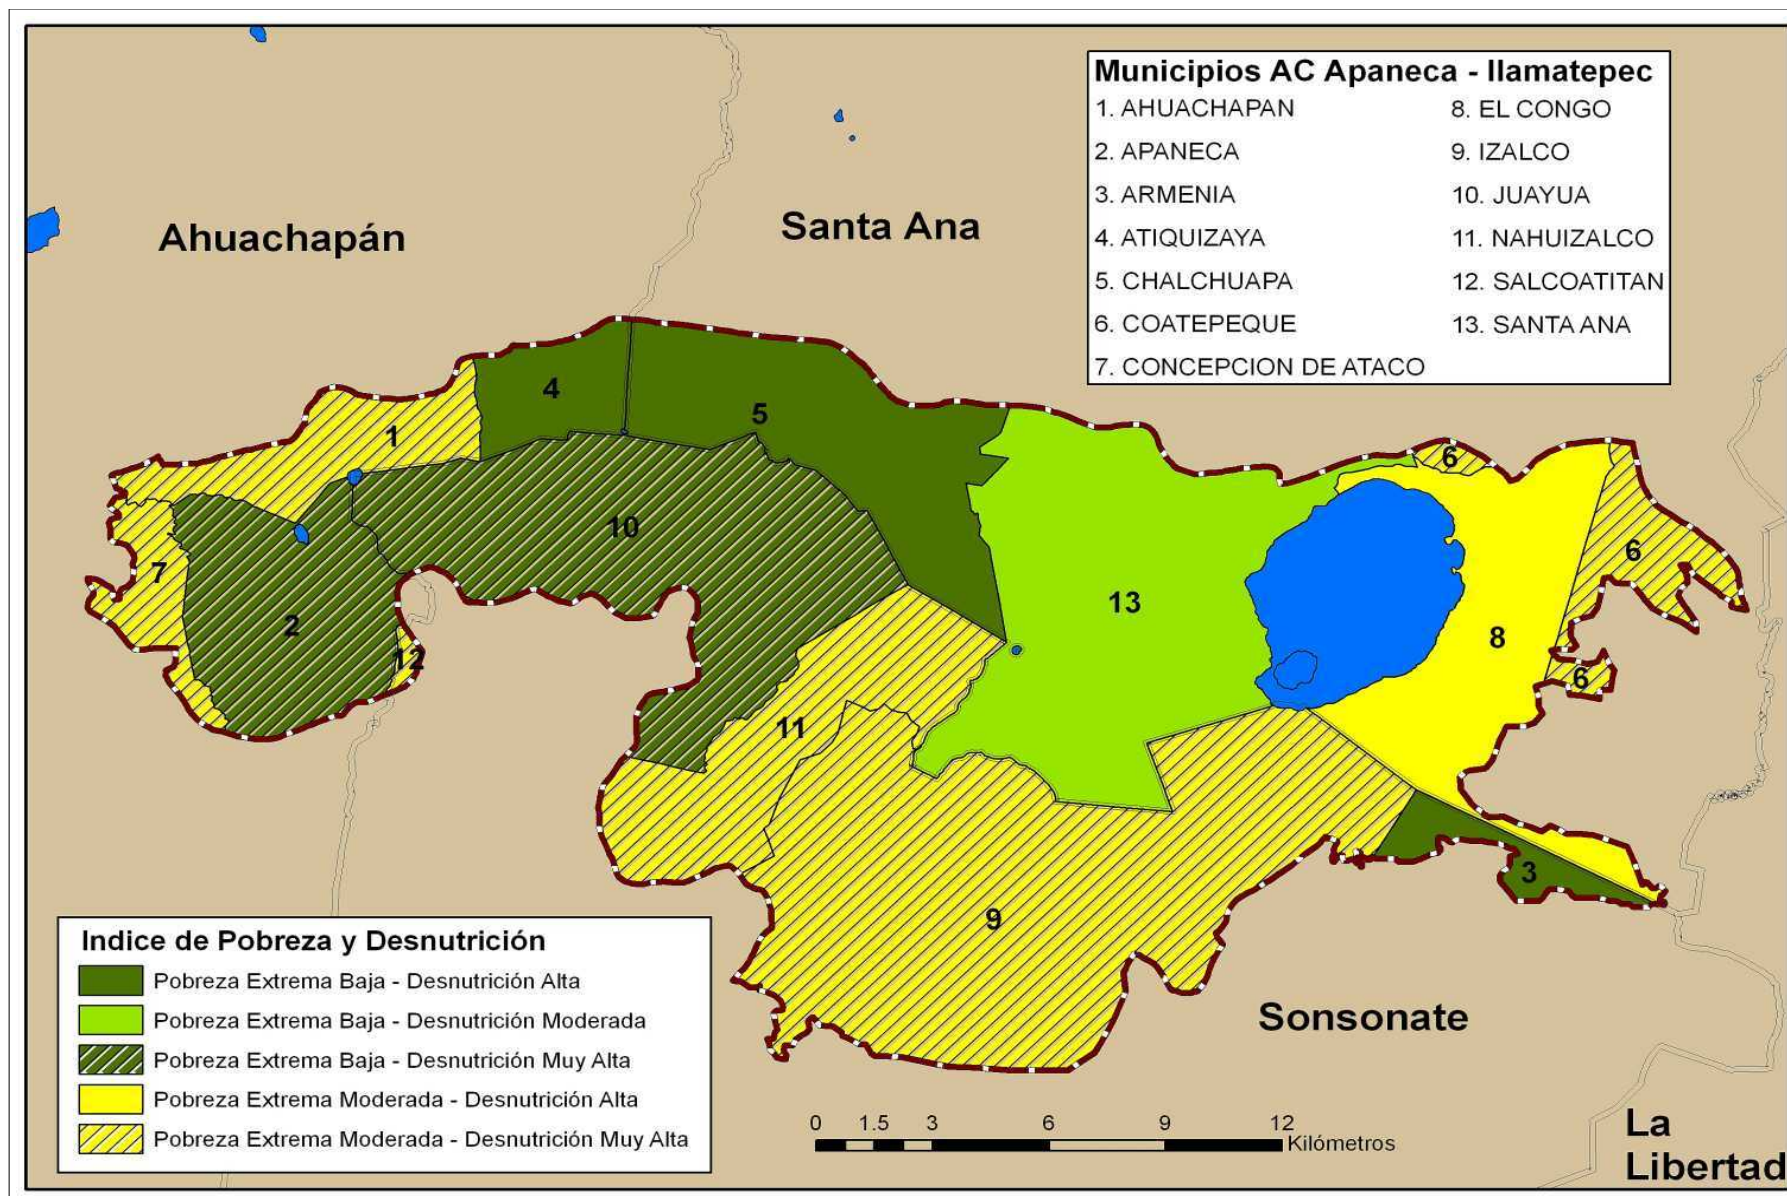 Municipios AC Apaneca - Ilamatepec
1. AHUACHAPAN
2. APANECA
3. ARMENIA
4. ATIQUIZAYA
5. CHALCHUAPA
6. COATEPEQUE
7. CONCEPCION DE ATACO
8. EL CONGO
9. IZALCO
10. JUAYUA
11. NAHUIZALCO
12. SALCOATITAN
13. SANTA ANA
Ahuachapán
Santa Ana
4
5
1
6
10
6
7
13
2
8
12
6
11
3
9
Sonsonate
La
Libertad
Indice de Pobreza y Desnutrición
Pobreza Extrema Baja - Desnutrición Alta
Pobreza Extrema Baja - Desnutrición Moderada
Pobreza Extrema Baja - Desnutrición Muy Alta
Pobreza Extrema Moderada - Desnutrición Alta
Pobreza Extrema Moderada - Desnutrición Muy Alta
0 1.5 3 6 9 12
Kilómetros